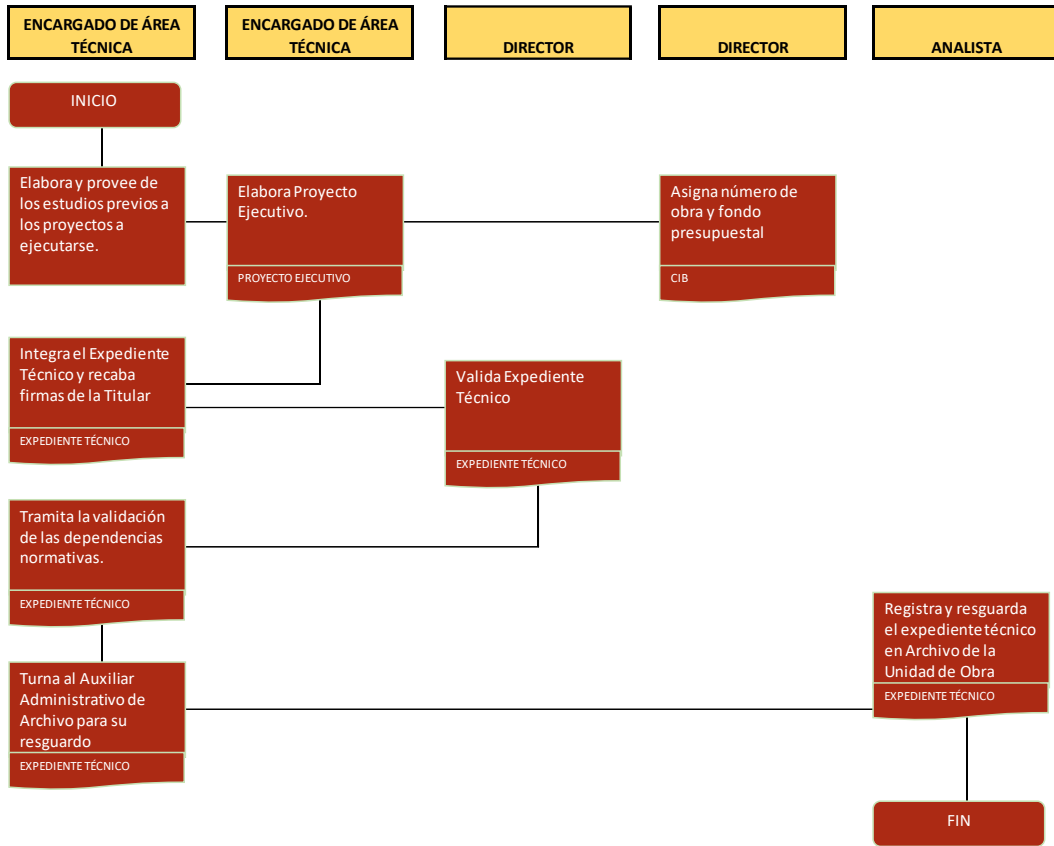 ENCARGADO DE ÁREA
TÉCNICA
ENCARGADO DE ÁREA
TÉCNICA
DIRECTOR
DIRECTOR
ANALISTA
INICIO
Elabora y provee de
los estudios previos a
los proyectos a
ejecutarse.
Elabora Proyecto
Ejecutivo.
PROYECTO EJECUTIVO
Asigna número de
obra y fondo
presupuestal
CIB
Integra el Expediente
Técnico y recaba
firmas de la Titular
EXPEDIENTE TÉCNICO
Valida Expediente
Técnico
EXPEDIENTE TÉCNICO
Tramita la validación
de las dependencias
normativas.
EXPEDIENTE TÉCNICO
Turna al Auxiliar
Administrativo de
Archivo para su
resguardo
EXPEDIENTE TÉCNICO
Registra y resguarda
el expediente técnico
en Archivo de la
Unidad de Obra
EXPEDIENTE TÉCNICO
FIN